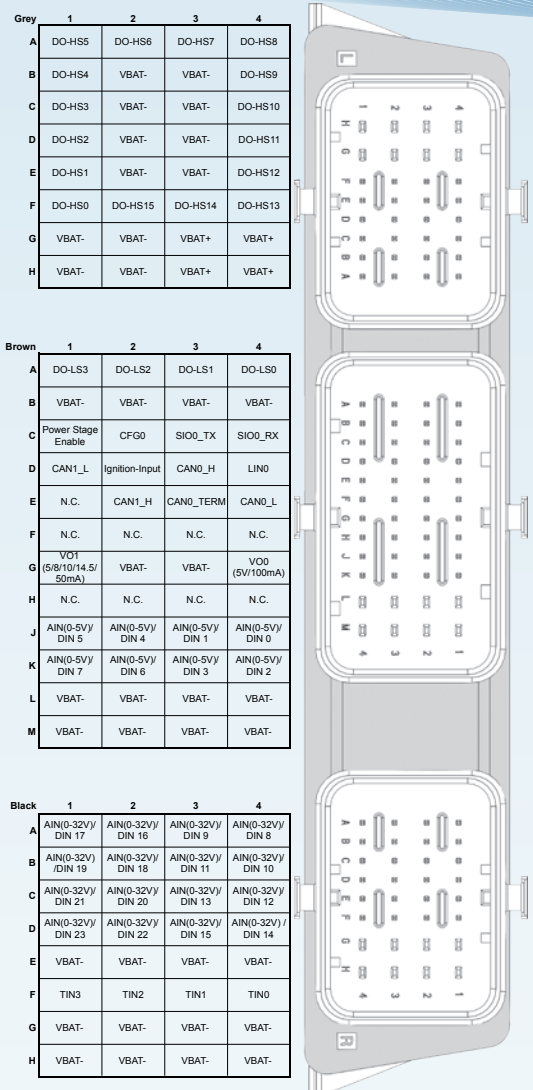 Grey 1 2 3 4
A DO-HS5 DO-HS6 DO-HS7 DO-HS8
B DO-HS4 VBAT- VBAT- DO-HS9
C DO-HS3 VBAT- VBAT- DO-HS10
D DO-HS2 VBAT- VBAT- DO-HS11
E DO-HS1 VBAT- VBAT- DO-HS12
F DO-HS0 DO-HS15 DO-HS14 DO-HS13
G VBAT- VBAT- VBAT+ VBAT+
H VBAT- VBAT- VBAT+ VBAT+
L
1 2 3 4
H
G
F
E
D
C
B
A
Brown 1 2 3 4
A DO-LS3 DO-LS2 DO-LS1 DO-LS0
B VBAT- VBAT- VBAT- VBAT-
C Power Stage Enable CFG0 SIO0_TX SIO0_RX
D CAN1_L Ignition-Input CAN0_H LIN0
E N.C. CAN1_H CAN0_TERM CAN0_L
F N.C. N.C. N.C. N.C.
G VO1 (5/8/10/14.5/ 50mA) VBAT- VBAT- VO0 (5V/100mA)
H N.C. N.C. N.C. N.C.
J AIN(0-5V)/ DIN 5 AIN(0-5V)/ DIN 4 AIN(0-5V)/ DIN 1 AIN(0-5V)/ DIN 0
K AIN(0-5V)/ DIN 7 AIN(0-5V)/ DIN 6 AIN(0-5V)/ DIN 3 AIN(0-5V)/ DIN 2
L VBAT- VBAT- VBAT- VBAT-
M VBAT- VBAT- VBAT- VBAT-
A
B
C
D
E
F
G
H
J
K
L
M
4 3 2 1
Black 1 2 3 4
A AIN(0-32V)/ DIN 17 AIN(0-32V)/ DIN 16 AIN(0-32V)/ DIN 9 AIN(0-32V)/ DIN 8
B AIN(0-32V) /DIN 19 AIN(0-32V)/ DIN 18 AIN(0-32V)/ DIN 11 AIN(0-32V)/ DIN 10
C AIN(0-32V)/ DIN 21 AIN(0-32V)/ DIN 20 AIN(0-32V)/ DIN 13 AIN(0-32V)/ DIN 12
D AIN(0-32V)/ DIN 23 AIN(0-32V)/ DIN 22 AIN(0-32V)/ DIN 15 AIN(0-32V) / DIN 14
E VBAT- VBAT- VBAT- VBAT-
F TIN3 TIN2 TIN1 TIN0
G VBAT- VBAT- VBAT- VBAT-
H VBAT- VBAT- VBAT- VBAT-
A
B
C
D
E
F
G
H
4 3 2 1
R